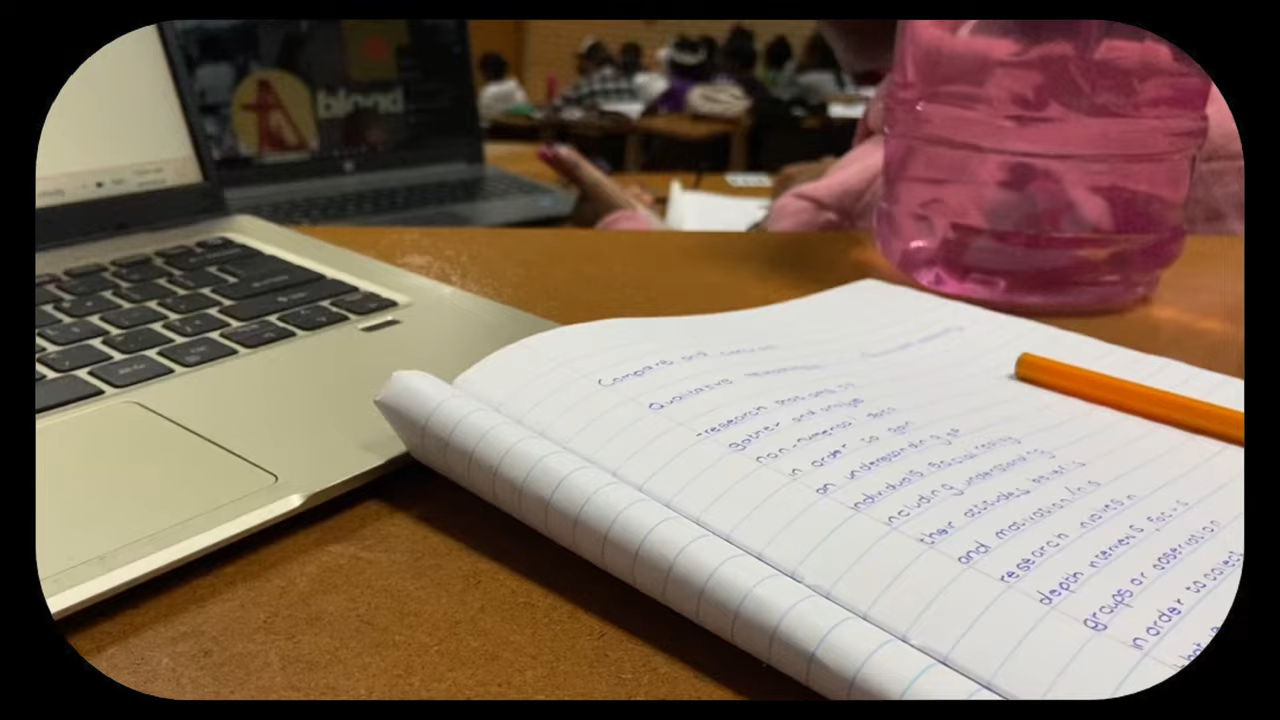 blood
Compare and contrast
Qualitative
-research that aims to
gather and analyse
non-numerical data
in order to gain
an understanding of
individuals social reality
including understanding
their attitudes beliefs
and motivation. This
research involves in
depth interviews, focus
groups or observation
in order to collect